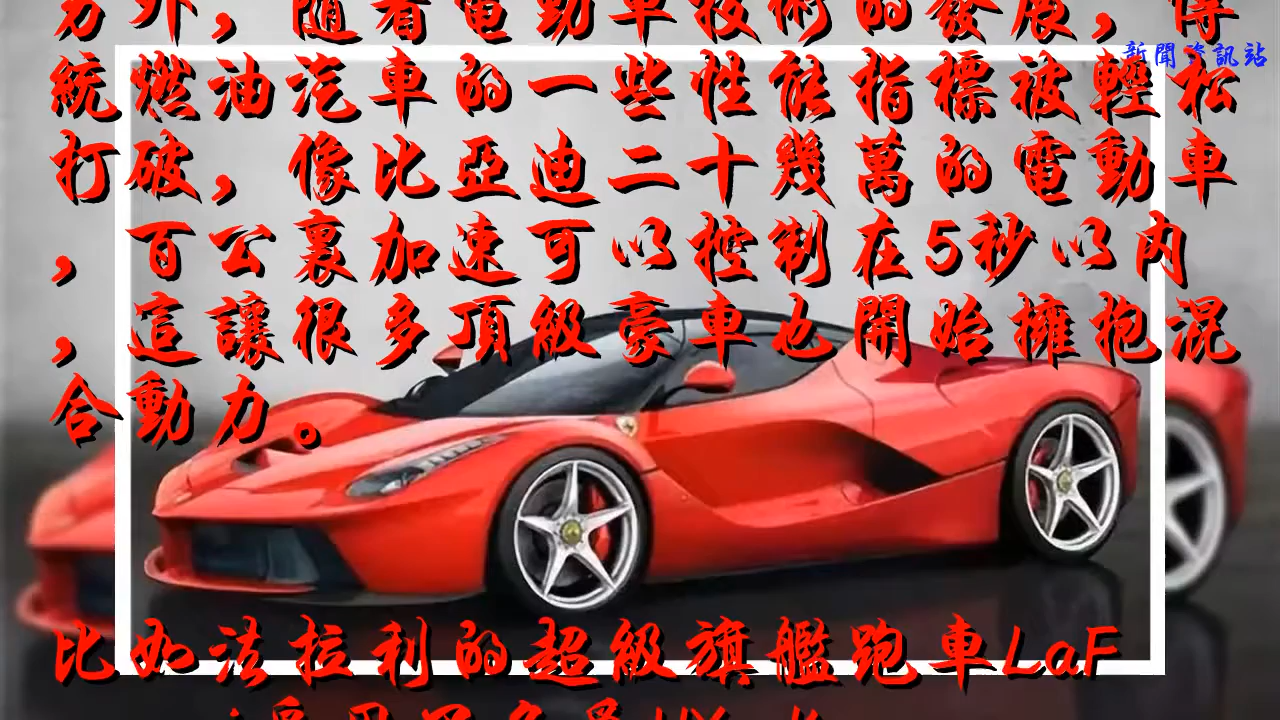 另外，隨著電動車技術的發展，傳
新聞資訊站
統燃油汽車的一些性能指標被輕松
打破，像比亞迪二十幾萬的電動車
，百公裏加速可以控制在5秒以內
，這讓很多頂級豪車也開始擁抱混
合動力。
比如法拉利的超級旗艦跑車LaF